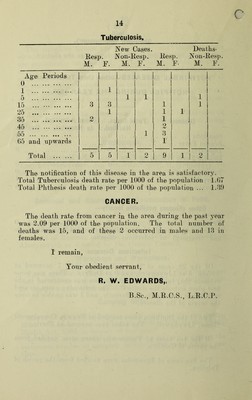 14
Tuberculosis,
New Cases. Deaths
Resp. Non-Resp. Resp. Non-Resp.
M. F. M. F. M. F. M. F.
Age Periods
0 ... ... ... ...
1 ... ... ... ... 1
5 ... ... ... ... 1 1 1
15 ... ... ... ... 3 3 1 1
25 ... ... ... ... 1 1 1
35 ... ... ... ... 2 1
45 ... ... ... ... 2
55 ... ... ... ... 1 3
65 and upwards 1
Total ... ... 5 5 1 2 9 1 2
The notification of this disease in the area is satisfactory.
Total Tuberculosis death rate per 1000 of the population 1.67
Total Phthesis death rate per 1000 of the population ... 1.39
CANCER.
The death rate from cancer in the area during the past year
was 2.09 per 1000 of the population. The total number of
deaths was 15, and of these 2 occurred in males and 13 in
females.
I remain,
Your obedient servant,
R. W. EDWARDS,.
B.Sc., M.R.C.S., L.R.C.P.